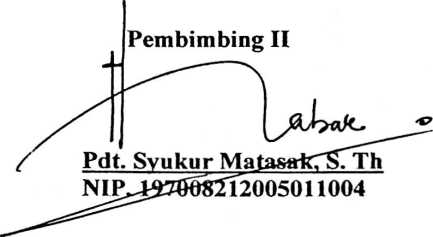 Pembimbing II
Pdt. Syukur Matasak, S. Th
NIP. 197008212005011004